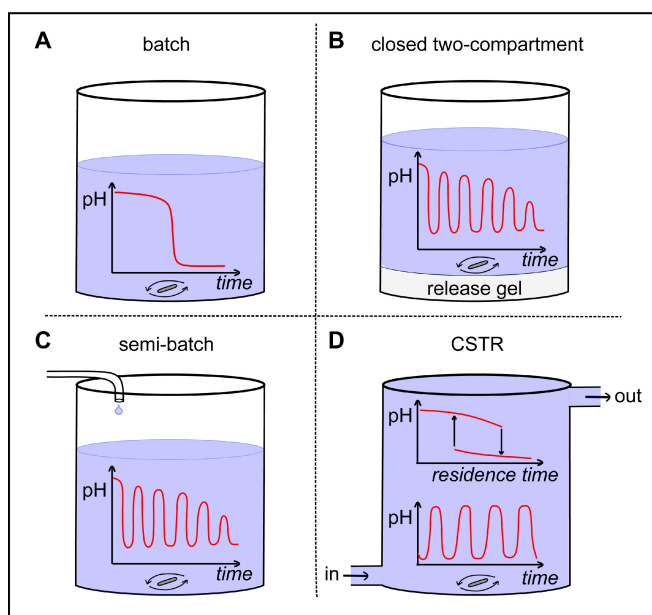 A
batch
pH
time
B
closed two-compartment
pH
time
release gel
C
semi-batch
pH
time
D
CSTR
out
pH
residence time
pH
in
time